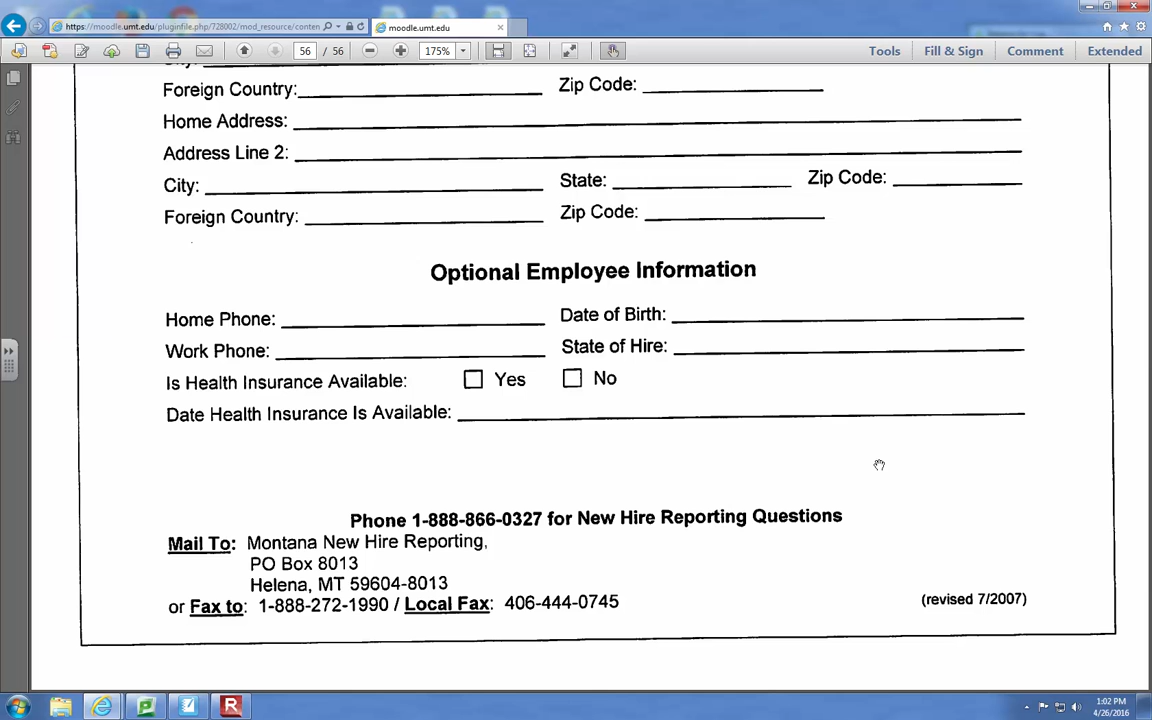 https://moodle.umt.edu/pluginfile.php/728002/mod_resource/conten
moodle.umt.edu
56 / 56
175%
Tools
Fill & Sign
Comment
Extended
City:
Foreign Country:
Zip Code:
Home Address:
Address Line 2:
City:
State:
Zip Code:
Foreign Country:
Zip Code:
Optional Employee Information
Home Phone:
Date of Birth:
Work Phone:
State of Hire:
Is Health Insurance Available:
Yes
No
Date Health Insurance Is Available:
Phone 1-888-866-0327 for New Hire Reporting Questions
Mail To: Montana New Hire Reporting,
PO Box 8013
Helena, MT 59604-8013
or Fax to: 1-888-272-1990 / Local Fax: 406-444-0745
(revised 7/2007)
1:02 PM
4/26/2016